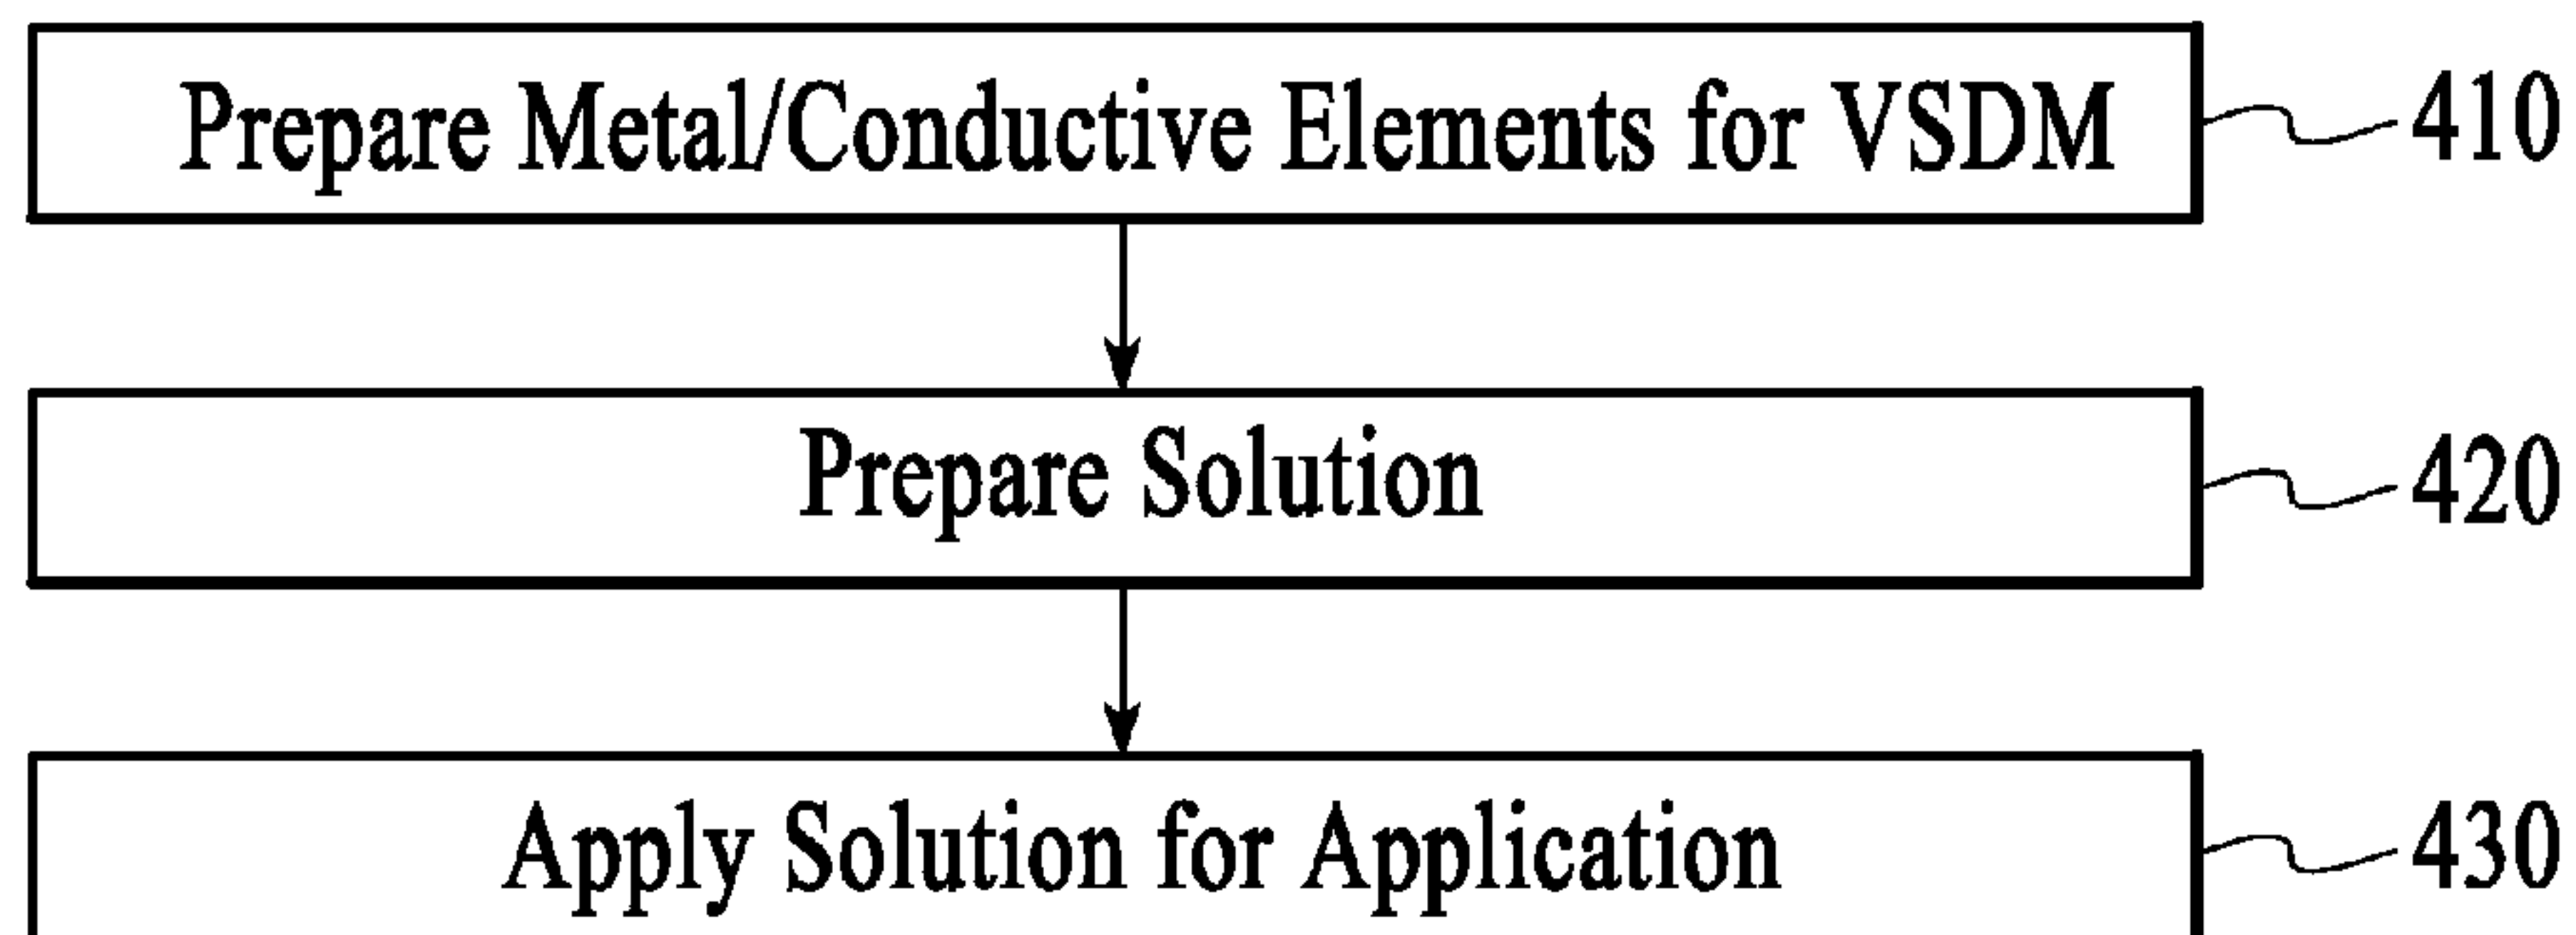 Prepare Metal/Conductive Elements for VSDM
410
Prepare Solution
420
Apply Solution for Application
430